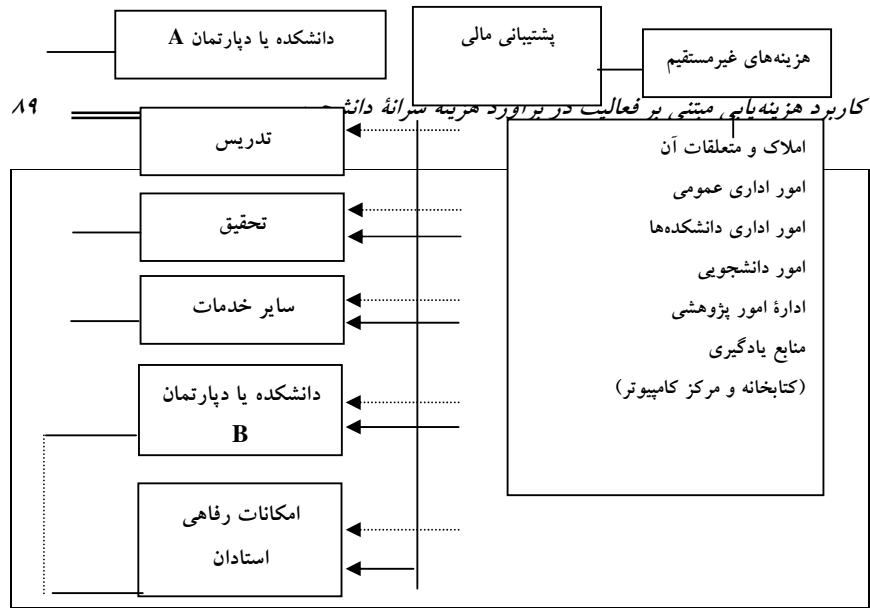 پشتیبانی مالی
دانشکده یا دپارتمان A
هزینه‌های غیرمستقیم
کاربرد هزینه‌یابی مبتنی بر فعالیت در برآورد هزینه سرانهٔ ۸۹
املاک و متعلقات آن
امور اداری عمومی
امور اداری دانشکده‌ها
امور دانشجویی
ادارهٔ امور پژوهشی
منابع یادگیری
(کتابخانه و مرکز کامپیوتر)
تدریس
تحقیق
سایر خدمات
دانشکده یا دپارتمان
B
امکانات رفاهی
استادان